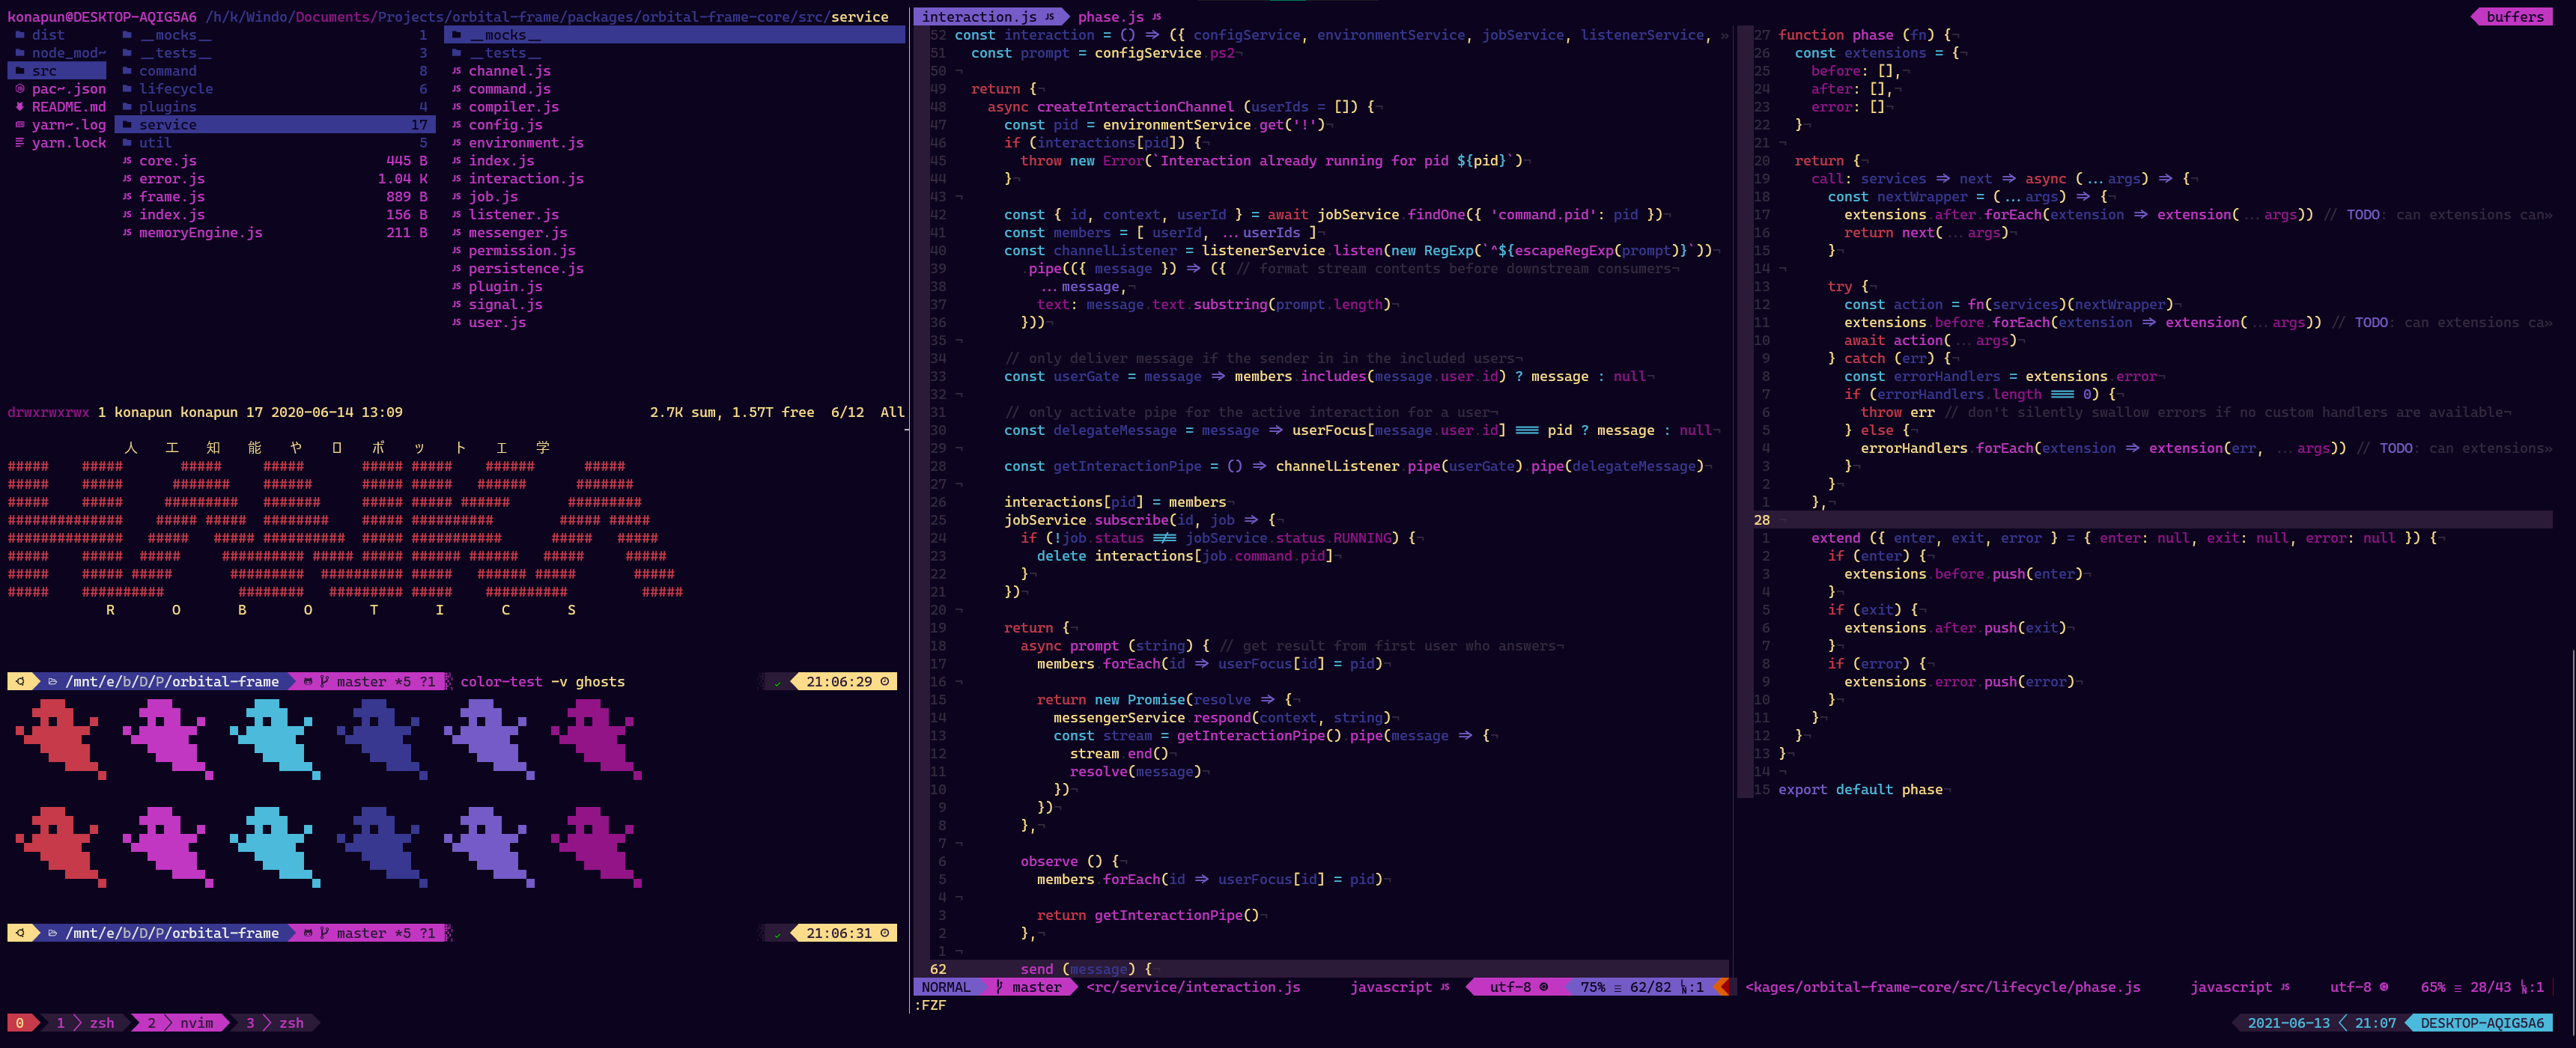 konapun@DESKTOP-AQIG5A6 /h/k/Windo/Documents/Projects/orbital-frame/packages/orbital-frame-core/src/service
dist
node_mod~
src
pac~.json
README.md
yarn~.log
yarn.lock
__mocks__ 1
__tests__ 3
command 8
lifecycle 6
plugins 4
service 17
util 5
core.js 445 B
error.js 1.04 K
frame.js 889 B
index.js 156 B
memoryEngine.js 211 B
__mocks__
__tests__
channel.js
command.js
compiler.js
config.js
environment.js
index.js
interaction.js
job.js
listener.js
messenger.js
permission.js
persistence.js
plugin.js
signal.js
user.js
drwxrwxrwx 1 konapun konapun 17 2020-06-14 13:09 2.7K sum, 1.57T free 6/12 All
人 工 知 能 や ロ ボ ッ ト エ 学
R O B O T I C S
/mnt/e/b/D/P/orbital-frame master *5 ?1 color-test -v ghosts 21:06:29
/mnt/e/b/D/P/orbital-frame master *5 ?1 21:06:31
0 1 zsh 2 nvim 3 zsh
interaction.js JS phase.js JS
52 const interaction = () => ({ configService, environmentService, jobService, listenerService, »
51 const prompt = configService.ps2¬
50 ¬
49 return {¬
48 async createInteractionChannel (userIds = []) {¬
47 const pid = environmentService.get('!')¬
46 if (interactions[pid]) {¬
45 throw new Error(`Interaction already running for pid ${pid}`)¬
44 }¬
43 ¬
42 const { id, context, userId } = await jobService.findOne({ 'command.pid': pid })¬
41 const members = [ userId, ...userIds ]¬
40 const channelListener = listenerService.listen(new RegExp(`^${escapeRegExp(prompt)}`))¬
39 .pipe(({ message }) => ({ // format stream contents before downstream consumers¬
38 ...message,¬
37 text: message.text.substring(prompt.length)¬
36 }))¬
35 ¬
34 // only deliver message if the sender in in the included users¬
33 const userGate = message => members.includes(message.user.id) ? message : null¬
32 ¬
31 // only activate pipe for the active interaction for a user¬
30 const delegateMessage = message => userFocus[message.user.id] === pid ? message : null¬
29 ¬
28 const getInteractionPipe = () => channelListener.pipe(userGate).pipe(delegateMessage)¬
27 ¬
26 interactions[pid] = members¬
25 jobService.subscribe(id, job => {¬
24 if (!job.status !== jobService.status.RUNNING) {¬
23 delete interactions[job.command.pid]¬
22 }¬
21 })¬
20 ¬
19 return {¬
18 async prompt (string) { // get result from first user who answers¬
17 members.forEach(id => userFocus[id] = pid)¬
16 ¬
15 return new Promise(resolve => {¬
14 messengerService.respond(context, string)¬
13 const stream = getInteractionPipe().pipe(message => {¬
12 stream.end()¬
11 resolve(message)¬
10 })¬
9 })¬
8 },¬
7 ¬
6 observe () {¬
5 members.forEach(id => userFocus[id] = pid)¬
4 ¬
3 return getInteractionPipe()¬
2 },¬
1 ¬
62 send (message) {¬
NORMAL master <rc/service/interaction.js javascript JS utf-8 75% ≡ 62/82 :1
:FZF
buffers
27 function phase (fn) {¬
26 const extensions = {¬
25 before: [],¬
24 after: [],¬
23 error: []¬
22 }¬
21 ¬
20 return {¬
19 call: services => next => async (...args) => {¬
18 const nextWrapper = (...args) => {¬
17 extensions.after.forEach(extension => extension(...args)) // TODO: can extensions can»
16 return next(...args)¬
15 }¬
14 ¬
13 try {¬
12 const action = fn(services)(nextWrapper)¬
11 extensions.before.forEach(extension => extension(...args)) // TODO: can extensions ca»
10 await action(...args)¬
9 } catch (err) {¬
8 const errorHandlers = extensions.error¬
7 if (errorHandlers.length === 0) {¬
6 throw err // don't silently swallow errors if no custom handlers are available¬
5 } else {¬
4 errorHandlers.forEach(extension => extension(err, ...args)) // TODO: can extensions»
3 }¬
2 }¬
1 },¬
28 ¬
1 extend ({ enter, exit, error } = { enter: null, exit: null, error: null }) {¬
2 if (enter) {¬
3 extensions.before.push(enter)¬
4 }¬
5 if (exit) {¬
6 extensions.after.push(exit)¬
7 }¬
8 if (error) {¬
9 extensions.error.push(error)¬
10 }¬
11 }¬
12 }¬
13 }¬
14 ¬
15 export default phase¬
<kages/orbital-frame-core/src/lifecycle/phase.js javascript JS utf-8 65% ≡ 28/43 :1
2021-06-13 21:07 DESKTOP-AQIG5A6